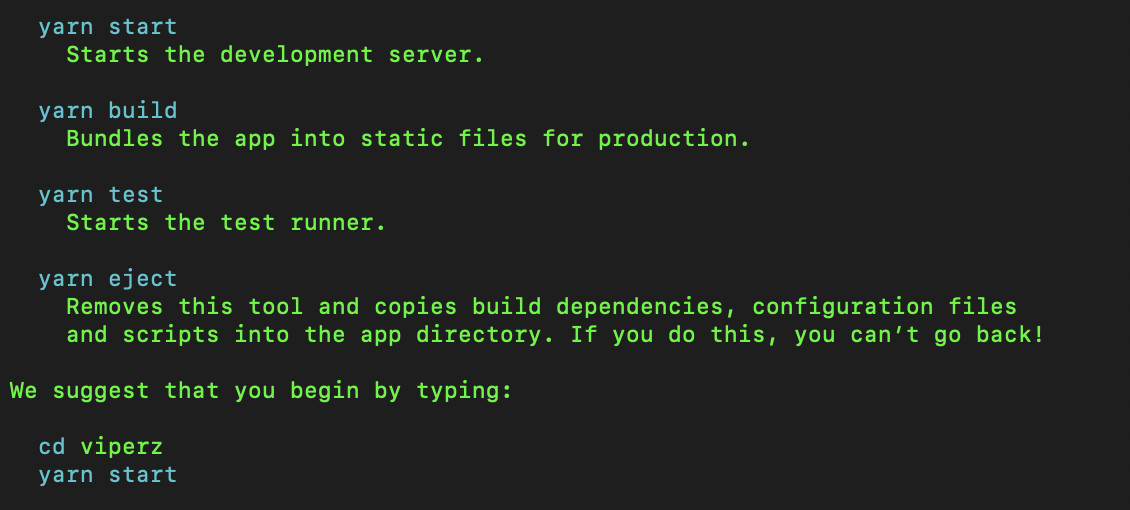 yarn start
Starts the development server.
yarn build
Bundles the app into static files for production.
yarn test
Starts the test runner.
yarn eject
Removes this tool and copies build dependencies, configuration files
and scripts into the app directory. If you do this, you can’t go back!
We suggest that you begin by typing:
cd viperz
yarn start